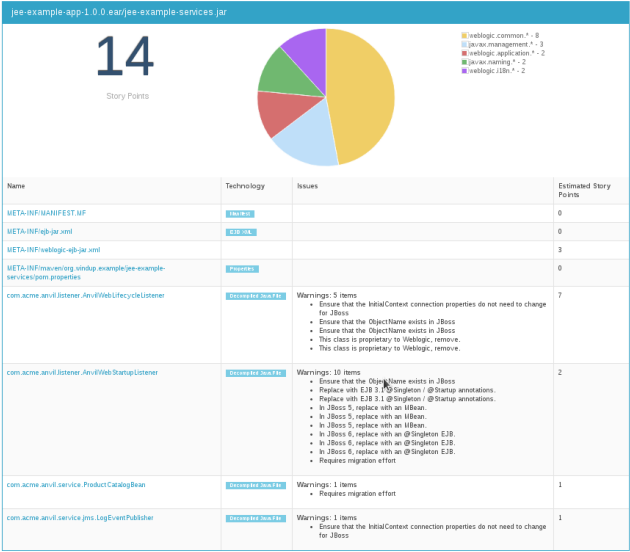 jee-example-app-1.0.0.ear/jee-example-services.jar
14
Story Points
weblogic.common.* - 8
javax.management.* - 3
weblogic.application.* - 2
javax.naming.* - 2
weblogic.i18n.* - 2
Name Technology Issues Estimated Story
Points
META-INF/MANIFEST.MF Manifest 0
META-INF/ejb-jar.xml EJB XML 0
META-INF/weblogic-ejb-jar.xml 3
META-INF/maven/org.windup.example/jee-example- Properties 0
services/pom.properties
com.acme.anvil.listener.AnvilWebLifecycleListener Decompiled Java File Warnings: 5 items 7
Ensure that the InitialContext connection properties do not need to change
for JBoss
Ensure that the ObjectName exists in JBoss
Ensure that the ObjectName exists in JBoss
This class is proprietary to Weblogic, remove.
This class is proprietary to Weblogic, remove.
com.acme.anvil.listener.AnvilWebStartupListener Decompiled Java File Warnings: 10 items 2
Ensure that the ObjectName exists in JBoss
Replace with EJB 3.1 @Singleton / @Startup annotations.
Replace with EJB 3.1 @Singleton / @Startup annotations.
In JBoss 5, replace with an MBean.
In JBoss 5, replace with an MBean.
In JBoss 5, replace with an MBean.
In JBoss 6, replace with an @Singleton EJB.
In JBoss 6, replace with an @Singleton EJB.
In JBoss 6, replace with an @Singleton EJB.
Requires migration effort
com.acme.anvil.service.ProductCatalogBean Decompiled Java File Warnings: 1 items 1
Requires migration effort
com.acme.anvil.service.jms.LogEventPublisher Decompiled Java File Warnings: 1 items 1
Ensure that the InitialContext connection properties do not need to change
for JBoss